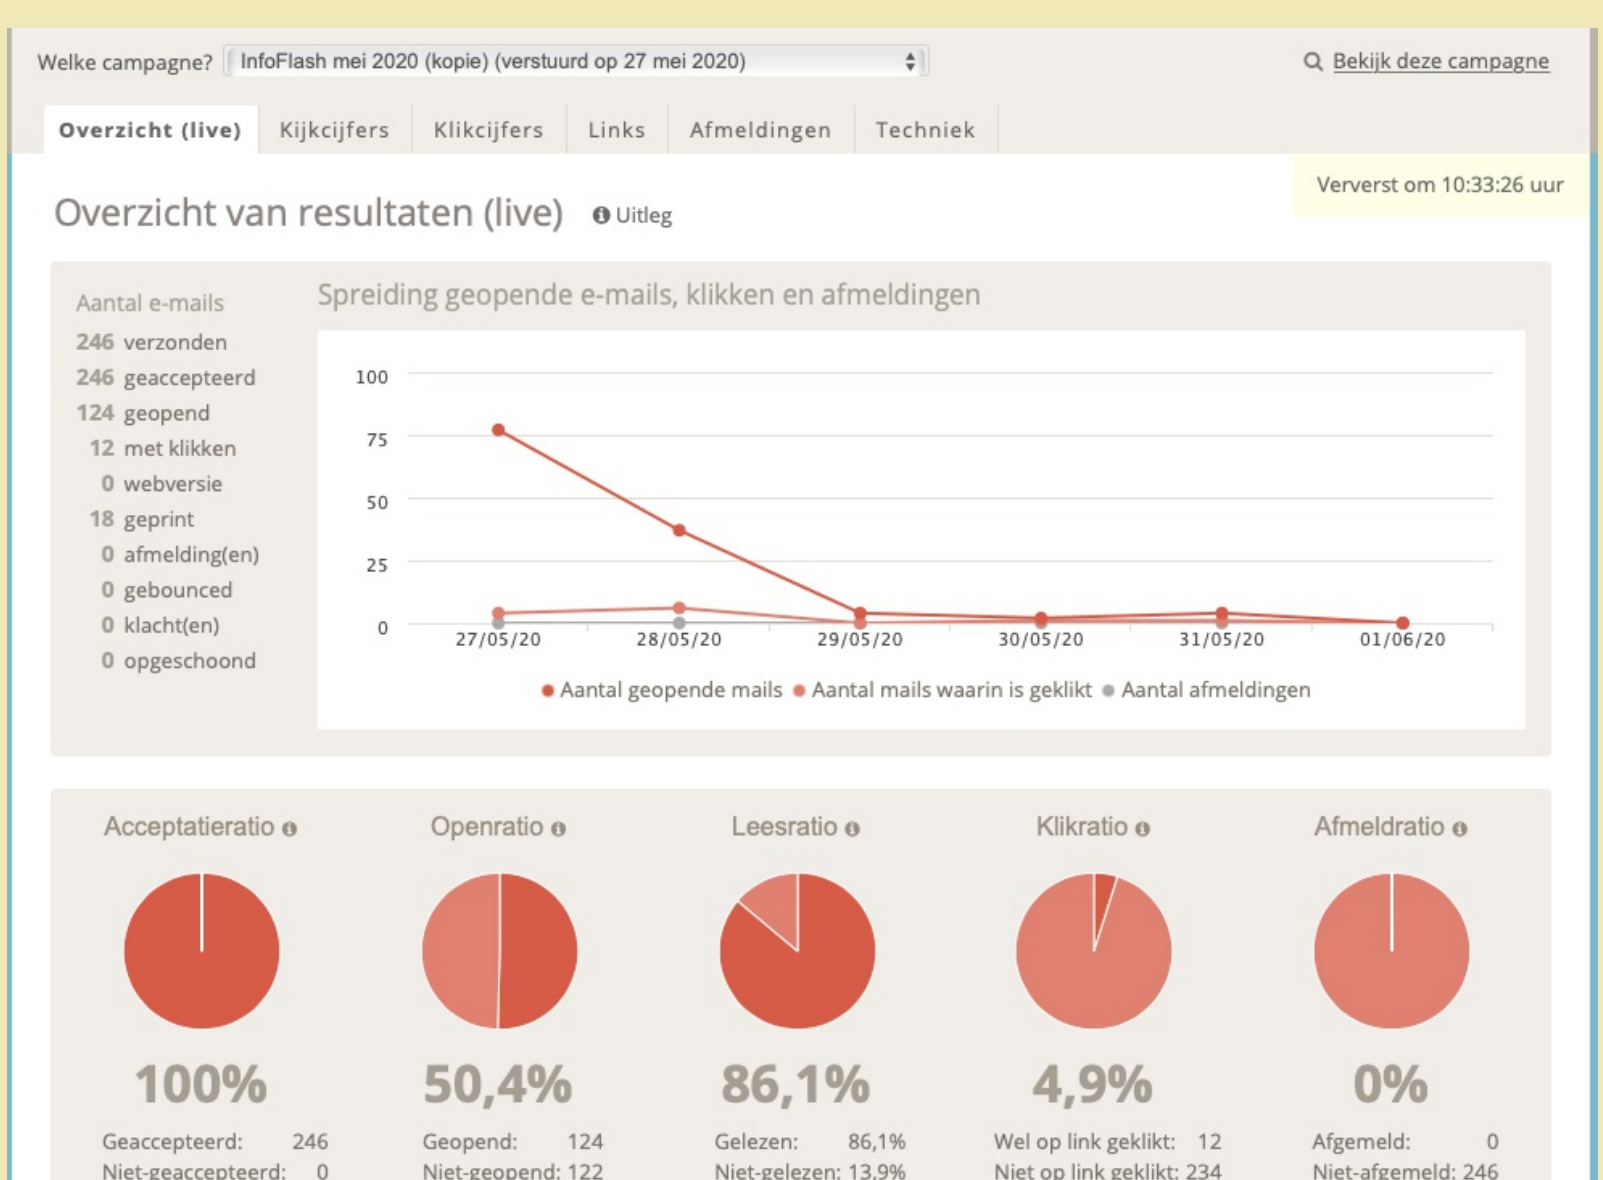 Welke campagne? InfoFlash mei 2020 (kopie) (verstuurd op 27 mei 2020) Bekijk deze campagne
Overzicht (live) Kijkcijfers Klikcijfers Links Afmeldingen Techniek
Ververst om 10:33:26 uur
Overzicht van resultaten (live) Uitleg
Aantal e-mails
246 verzonden
246 geaccepteerd
124 geopend
12 met klikken
0 webversie
18 geprint
0 afmelding(en)
0 gebounced
0 klacht(en)
0 opgeschoond
Spreiding geopende e-mails, klikken en afmeldingen
100
75
50
25
0
27/05/20 28/05/20 29/05/20 30/05/20 31/05/20 01/06/20
Aantal geopende mails Aantal mails waarin is geklikt Aantal afmeldingen
Acceptatieratio Openratio Leesratio Klikratio Afmeldratio
100% 50,4% 86,1% 4,9% 0%
Geaccepteerd: 246 Geopend: 124 Gelezen: 86,1% Wel op link geklikt: 12 Afgemeld: 0
Niet-geaccepteerd: 0 Niet-geopend: 122 Niet-gelezen: 13,9% Niet op link geklikt: 234 Niet-afgemeld: 246